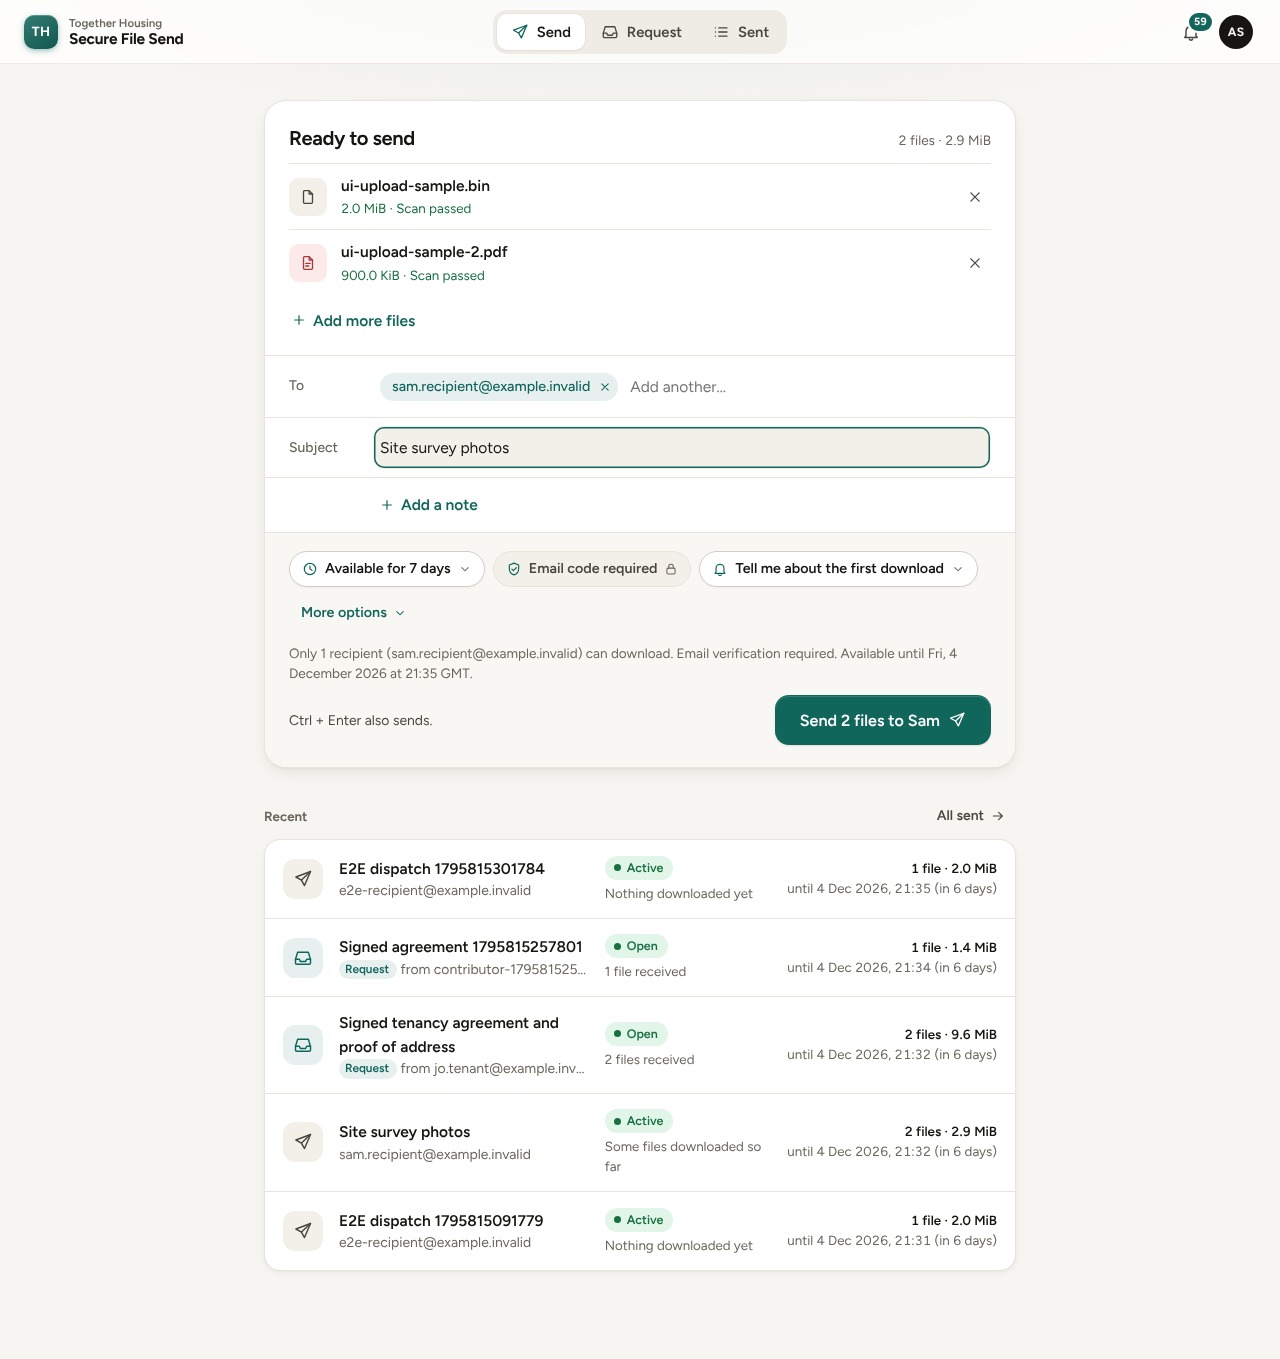 TH
Together Housing
Secure File Send
Send
Request
Sent
59
AS
Ready to send
2 files · 2.9 MiB
ui-upload-sample.bin
2.0 MiB · Scan passed
ui-upload-sample-2.pdf
900.0 KiB · Scan passed
Add more files
To
sam.recipient@example.invalid
Add another...
Subject
Site survey photos
Add a note
Available for 7 days
Email code required
Tell me about the first download
More options
Only 1 recipient (sam.recipient@example.invalid) can download. Email verification required. Available until Fri, 4
December 2026 at 21:35 GMT.
Ctrl + Enter also sends.
Send 2 files to Sam
Recent
All sent
E2E dispatch 1795815301784
e2e-recipient@example.invalid
Active
Nothing downloaded yet
1 file · 2.0 MiB
until 4 Dec 2026, 21:35 (in 6 days)
Signed agreement 1795815257801
Request from contributor-179581525...
Open
1 file received
1 file · 1.4 MiB
until 4 Dec 2026, 21:34 (in 6 days)
Signed tenancy agreement and
proof of address
Request from jo.tenant@example.inv...
Open
2 files received
2 files · 9.6 MiB
until 4 Dec 2026, 21:32 (in 6 days)
Site survey photos
sam.recipient@example.invalid
Active
Some files downloaded so
far
2 files · 2.9 MiB
until 4 Dec 2026, 21:32 (in 6 days)
E2E dispatch 1795815091779
e2e-recipient@example.invalid
Active
Nothing downloaded yet
1 file · 2.0 MiB
until 4 Dec 2026, 21:31 (in 6 days)